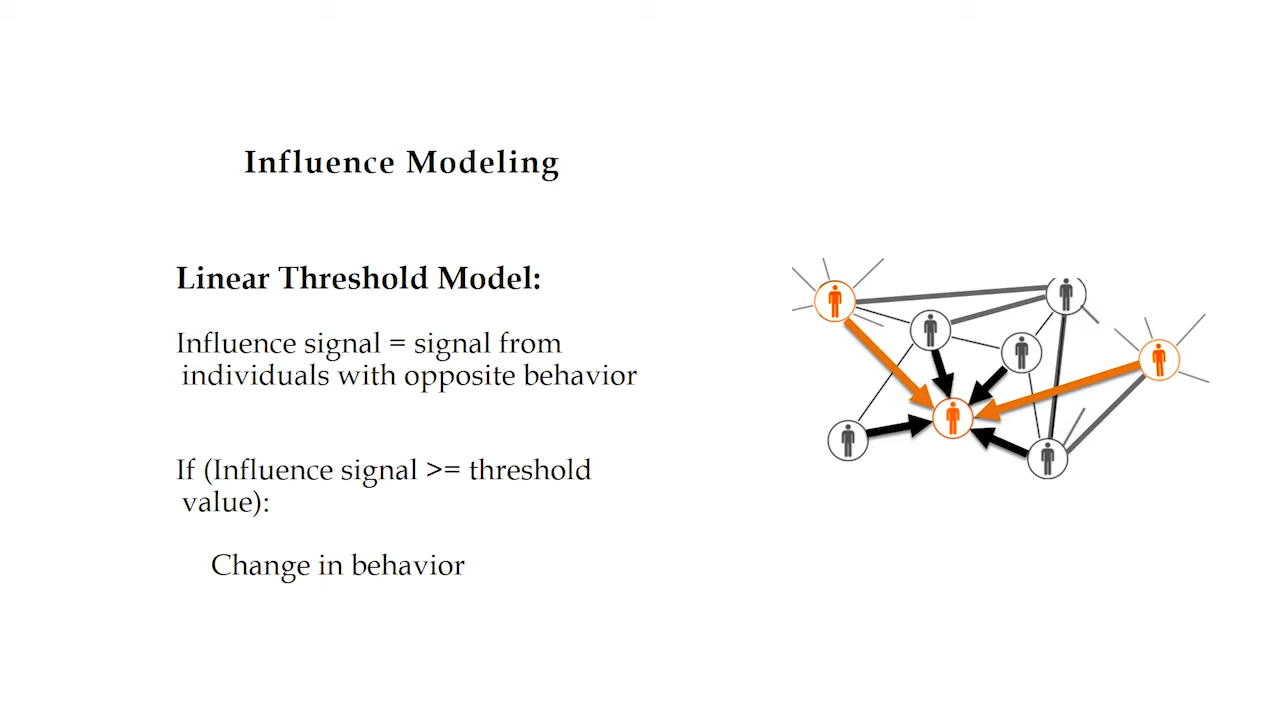 Influence Modeling
Linear Threshold Model:
Influence signal = signal from
individuals with opposite behavior
If (Influence signal >= threshold
value):
Change in behavior